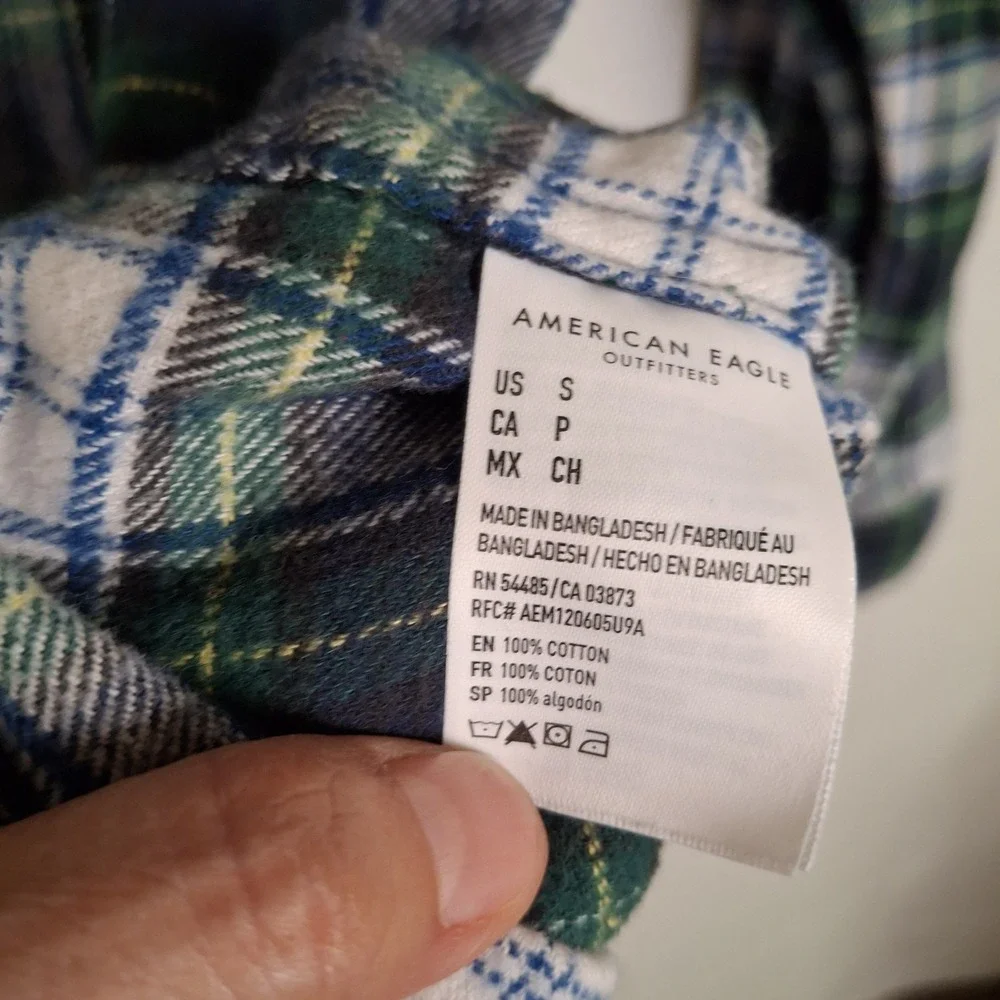 AMERICAN EAGLE
OUTFITTERS
US S
CA P
MX CH
MADE IN BANGLADESH / FABRIQUÉ AU
BANGLADESH / HECHO EN BANGLADESH
RN 54485 / CA 03873
RFC# AEM120605U9A
EN 100% COTTON
FR 100% COTON
SP 100% algodón